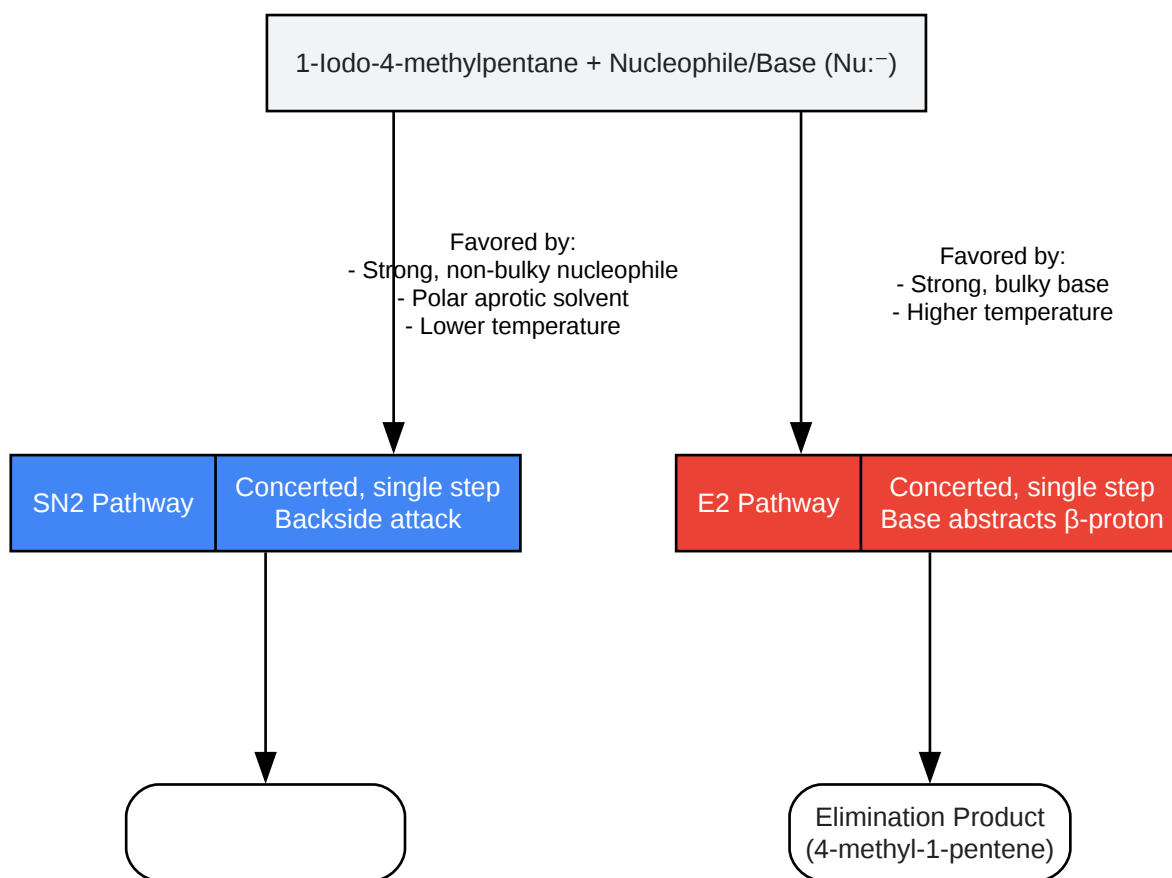 1-Iodo-4-methylpentane + Nucleophile/Base (Nu:⁻)
Favored by:
- Strong, non-bulky nucleophile
- Polar aprotic solvent
- Lower temperature
Favored by:
- Strong, bulky base
- Higher temperature
SN2 Pathway
Concerted, single step
Backside attack
E2 Pathway
Concerted, single step
Base abstracts β-proton
Elimination Product
(4-methyl-1-pentene)